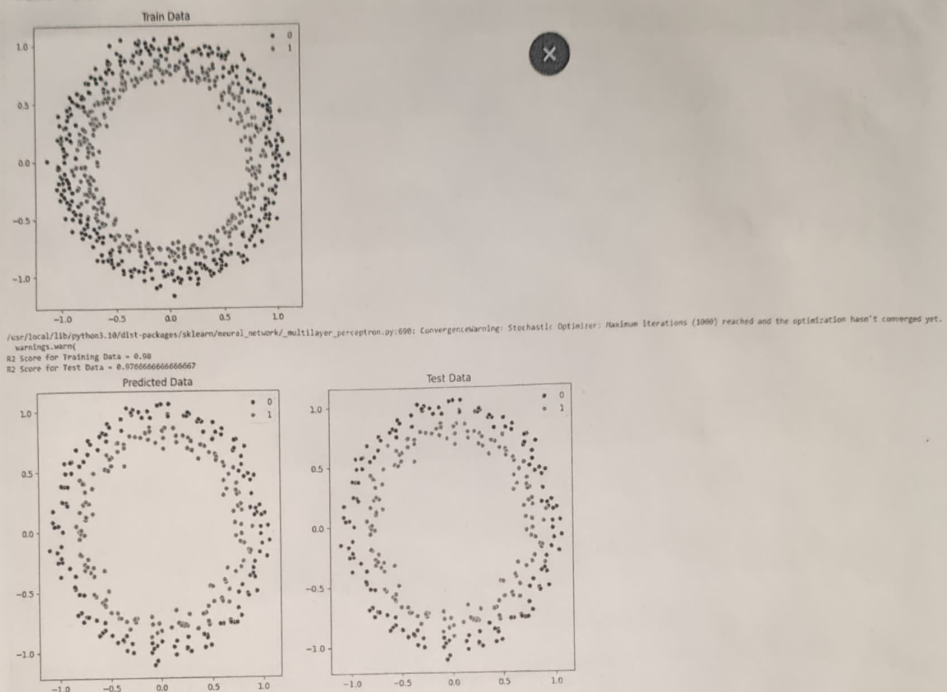 Train Data
0
1
1.0
0.5
0.0
−0.5
−1.0
−1.0 −0.5 0.0 0.5 1.0
/usr/local/lib/python3.10/dist-packages/sklearn/neural_network/_multilayer_perceptron.py:690: ConvergenceWarning: Stochastic Optimizer: Maximum iterations (1000) reached and the optimization hasn't converged yet.
warnings.warn(
R2 Score for Training Data = 0.98
R2 Score for Test Data = 0.9766666666666667
Predicted Data
0
1
1.0
0.5
0.0
−0.5
−1.0
−1.0 −0.5 0.0 0.5 1.0
Test Data
0
1
1.0
0.5
0.0
−0.5
−1.0
−1.0 −0.5 0.0 0.5 1.0